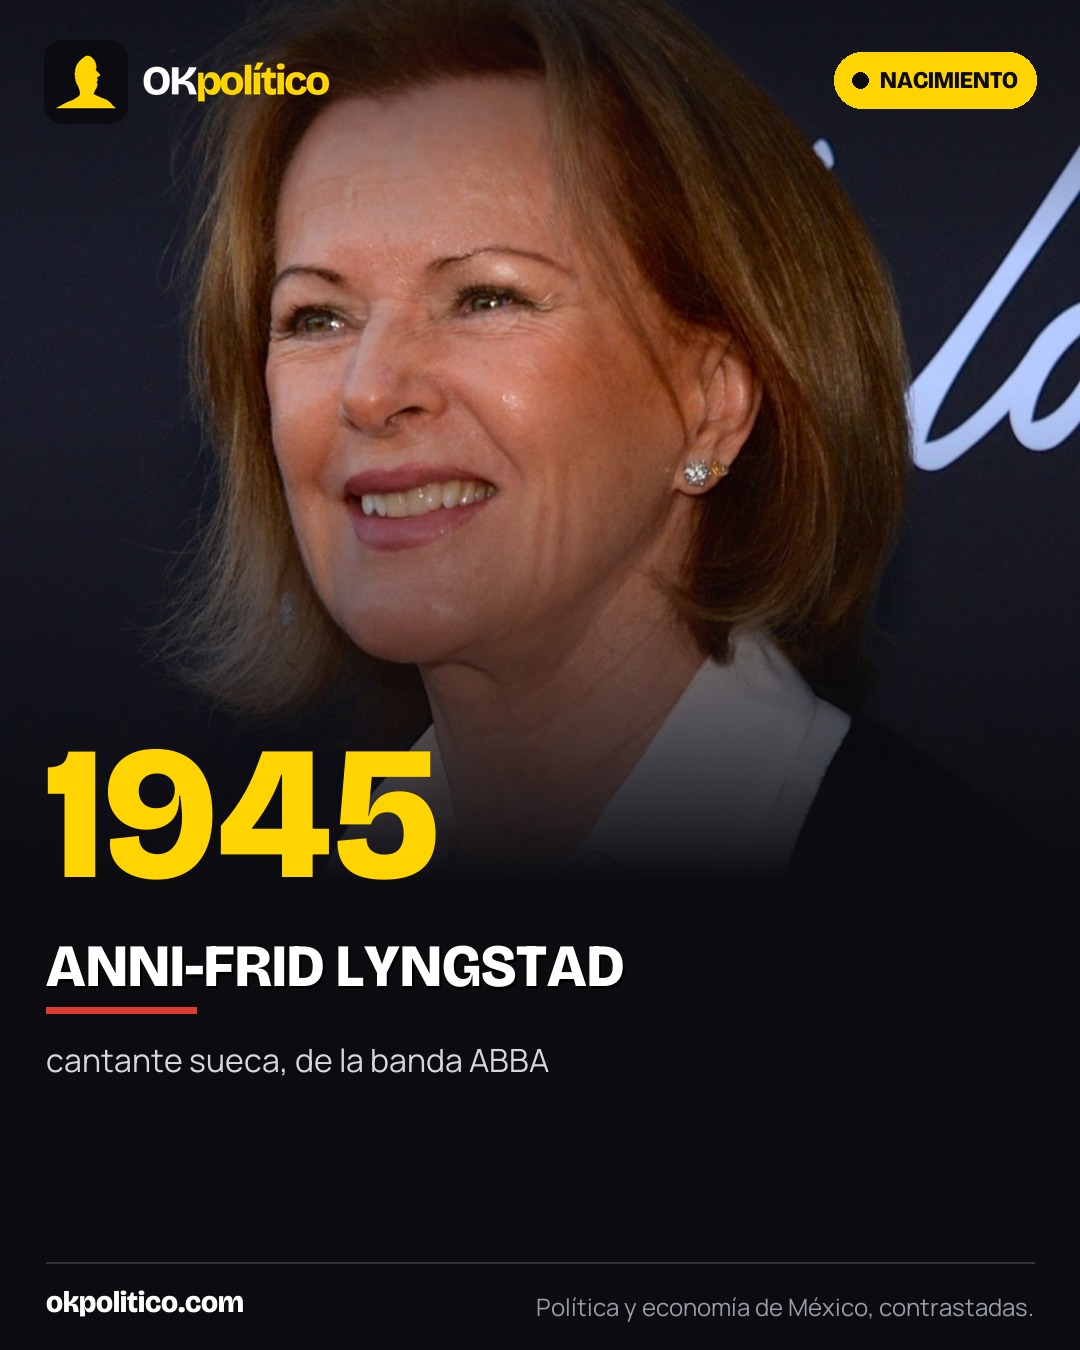 OKpolítico
NACIMIENTO
1945
ANNI-FRID LYNGSTAD
cantante sueca, de la banda ABBA
okpolitico.com
Política y economía de México, contrastadas.